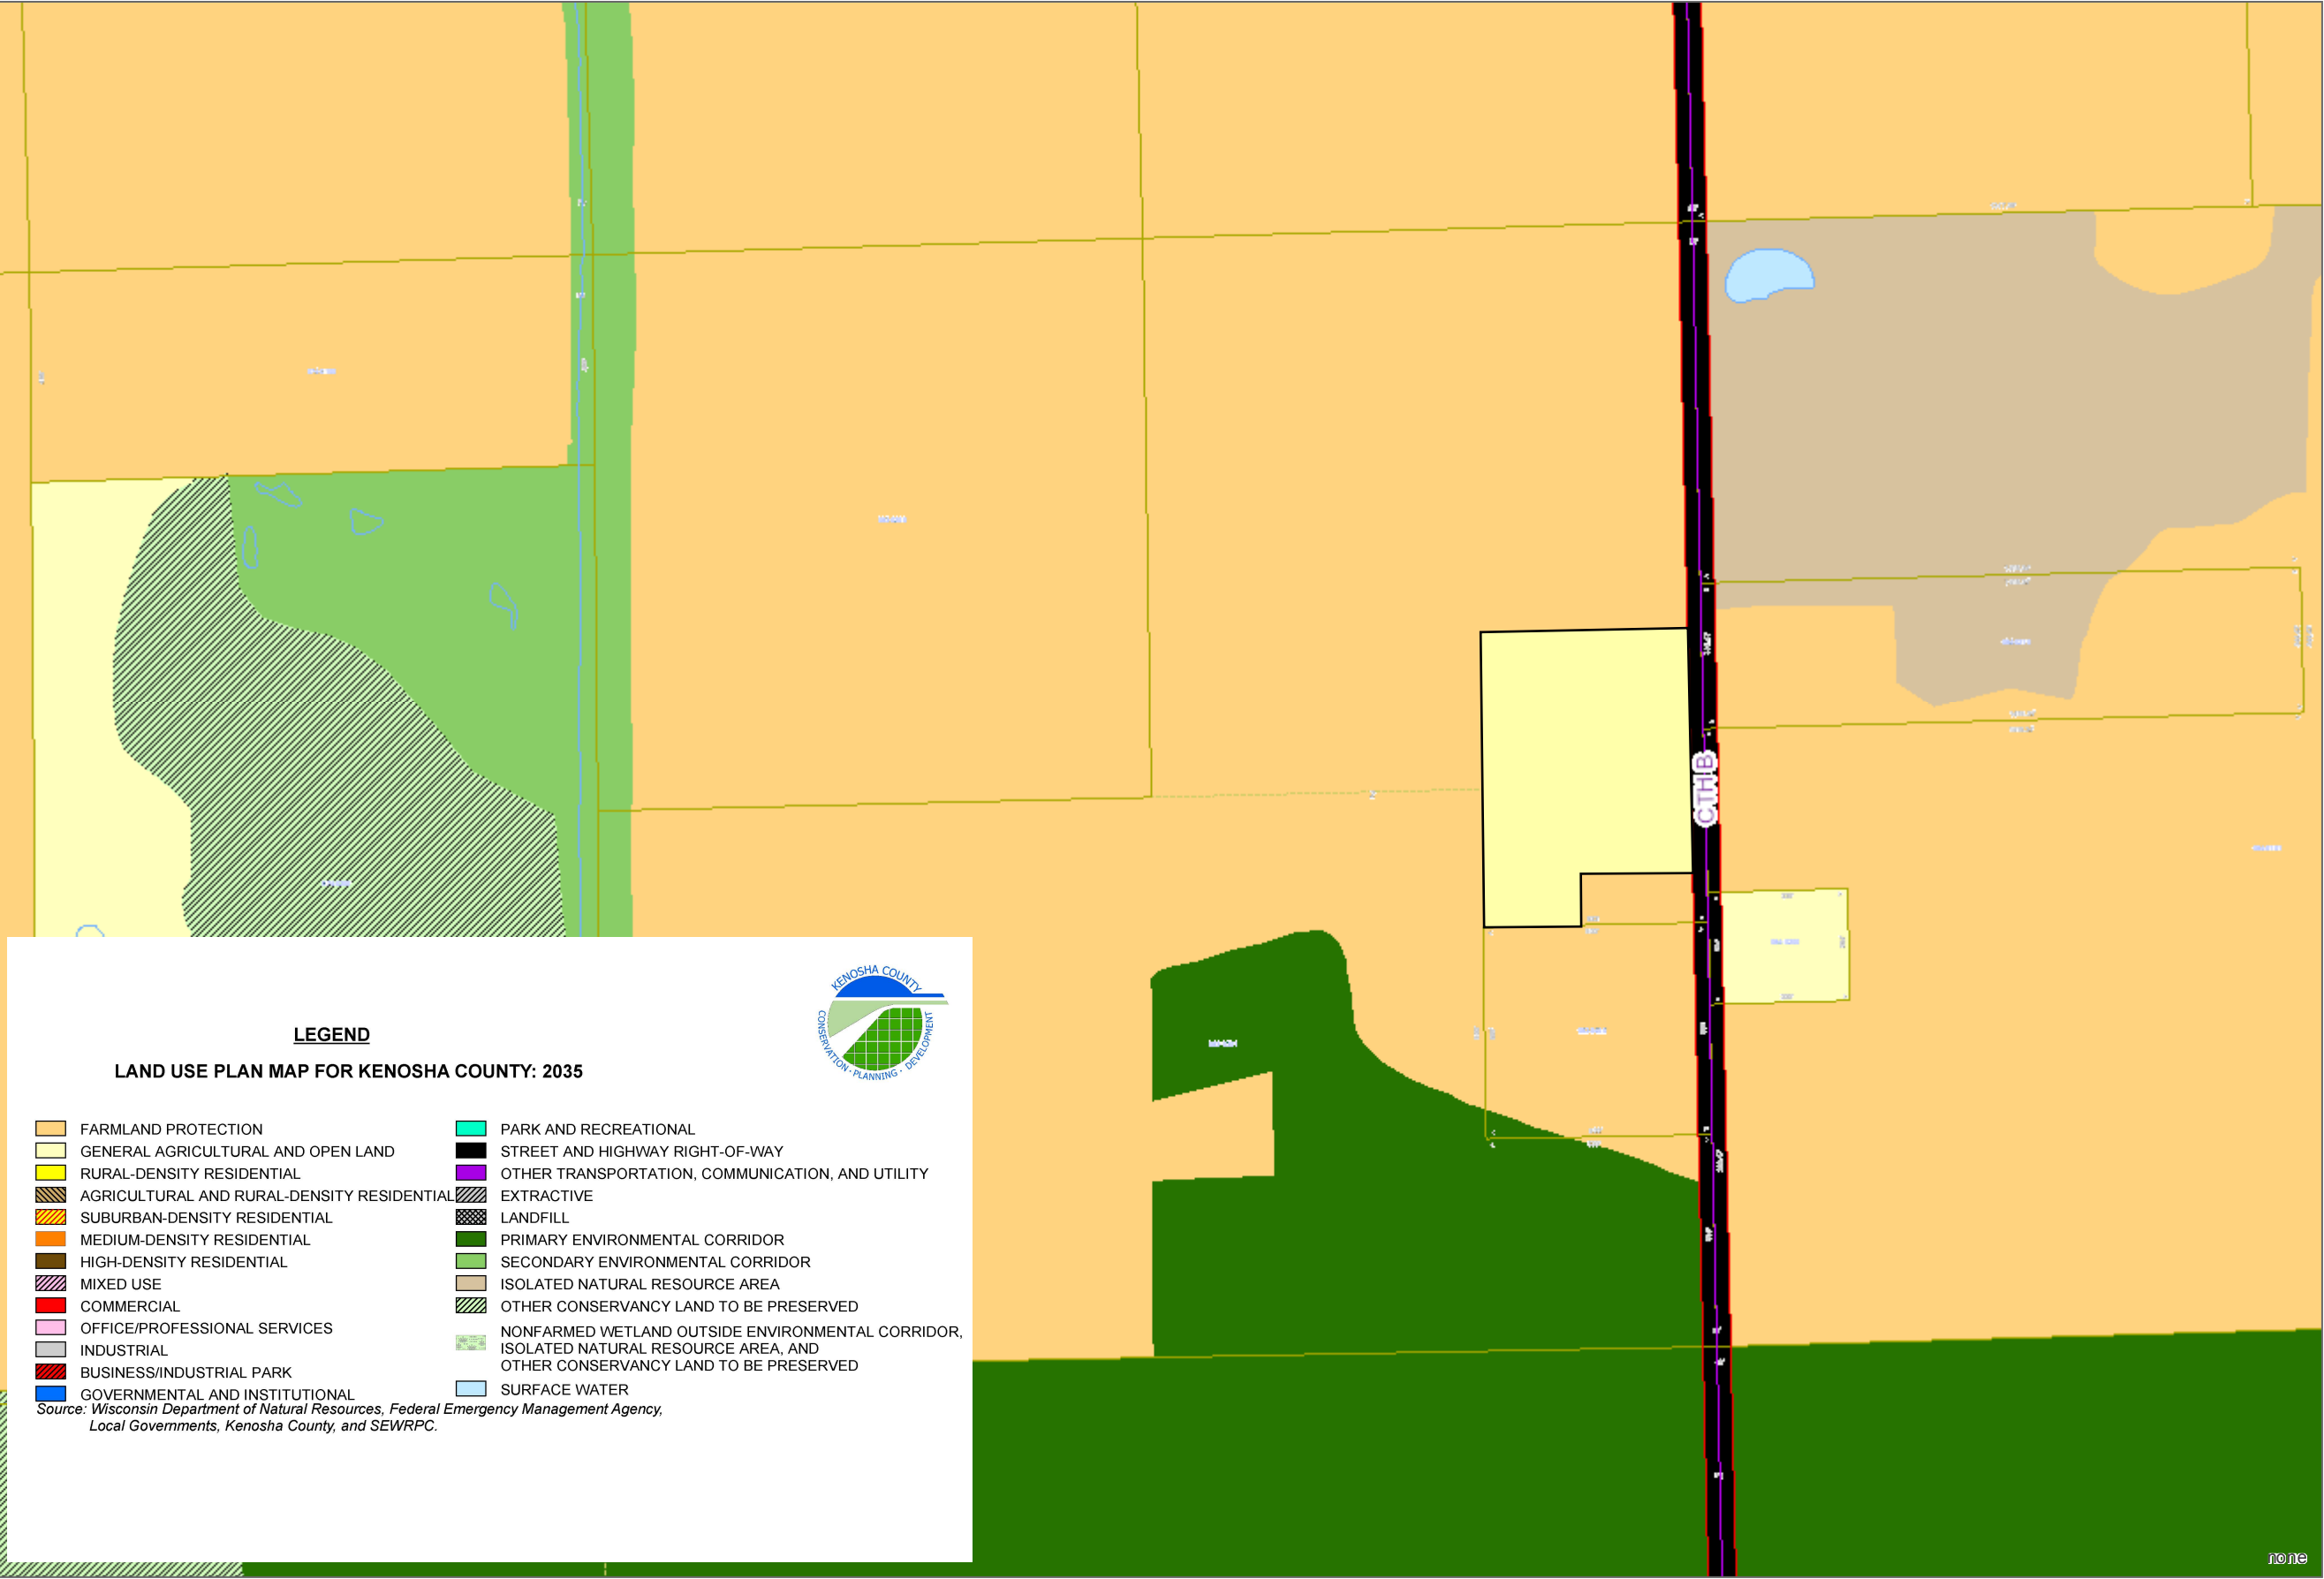 CTH B
KENOSHA COUNTY
CONSERVATION - PLANNING - DEVELOPMENT
LEGEND
LAND USE PLAN MAP FOR KENOSHA COUNTY: 2035
FARMLAND PROTECTION
GENERAL AGRICULTURAL AND OPEN LAND
RURAL-DENSITY RESIDENTIAL
AGRICULTURAL AND RURAL-DENSITY RESIDENTIAL
SUBURBAN-DENSITY RESIDENTIAL
MEDIUM-DENSITY RESIDENTIAL
HIGH-DENSITY RESIDENTIAL
MIXED USE
COMMERCIAL
OFFICE/PROFESSIONAL SERVICES
INDUSTRIAL
BUSINESS/INDUSTRIAL PARK
GOVERNMENTAL AND INSTITUTIONAL
PARK AND RECREATIONAL
STREET AND HIGHWAY RIGHT-OF-WAY
OTHER TRANSPORTATION, COMMUNICATION, AND UTILITY
EXTRACTIVE
LANDFILL
PRIMARY ENVIRONMENTAL CORRIDOR
SECONDARY ENVIRONMENTAL CORRIDOR
ISOLATED NATURAL RESOURCE AREA
OTHER CONSERVANCY LAND TO BE PRESERVED
NONFARMED WETLAND OUTSIDE ENVIRONMENTAL CORRIDOR,
ISOLATED NATURAL RESOURCE AREA, AND
OTHER CONSERVANCY LAND TO BE PRESERVED
SURFACE WATER
Source: Wisconsin Department of Natural Resources, Federal Emergency Management Agency,
Local Governments, Kenosha County, and SEWRPC.
none